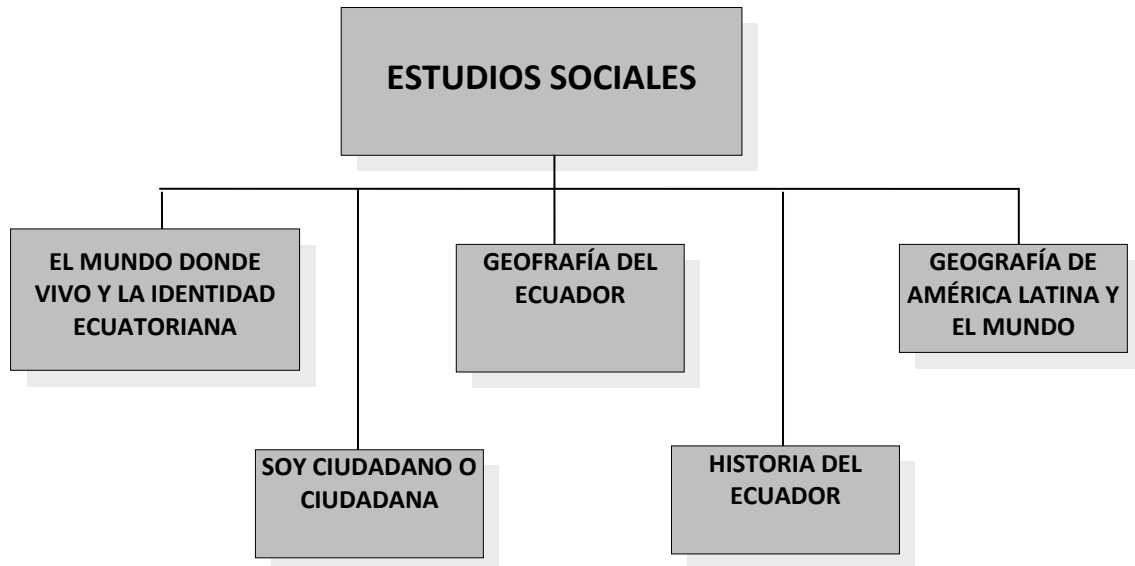 ESTUDIOS SOCIALES
EL MUNDO DONDE
VIVO Y LA IDENTIDAD
ECUATORIANA
GEOFRAFÍA DEL
ECUADOR
GEOGRAFÍA DE
AMÉRICA LATINA Y
EL MUNDO
SOY CIUDADANO O
CIUDADANA
HISTORIA DEL
ECUADOR